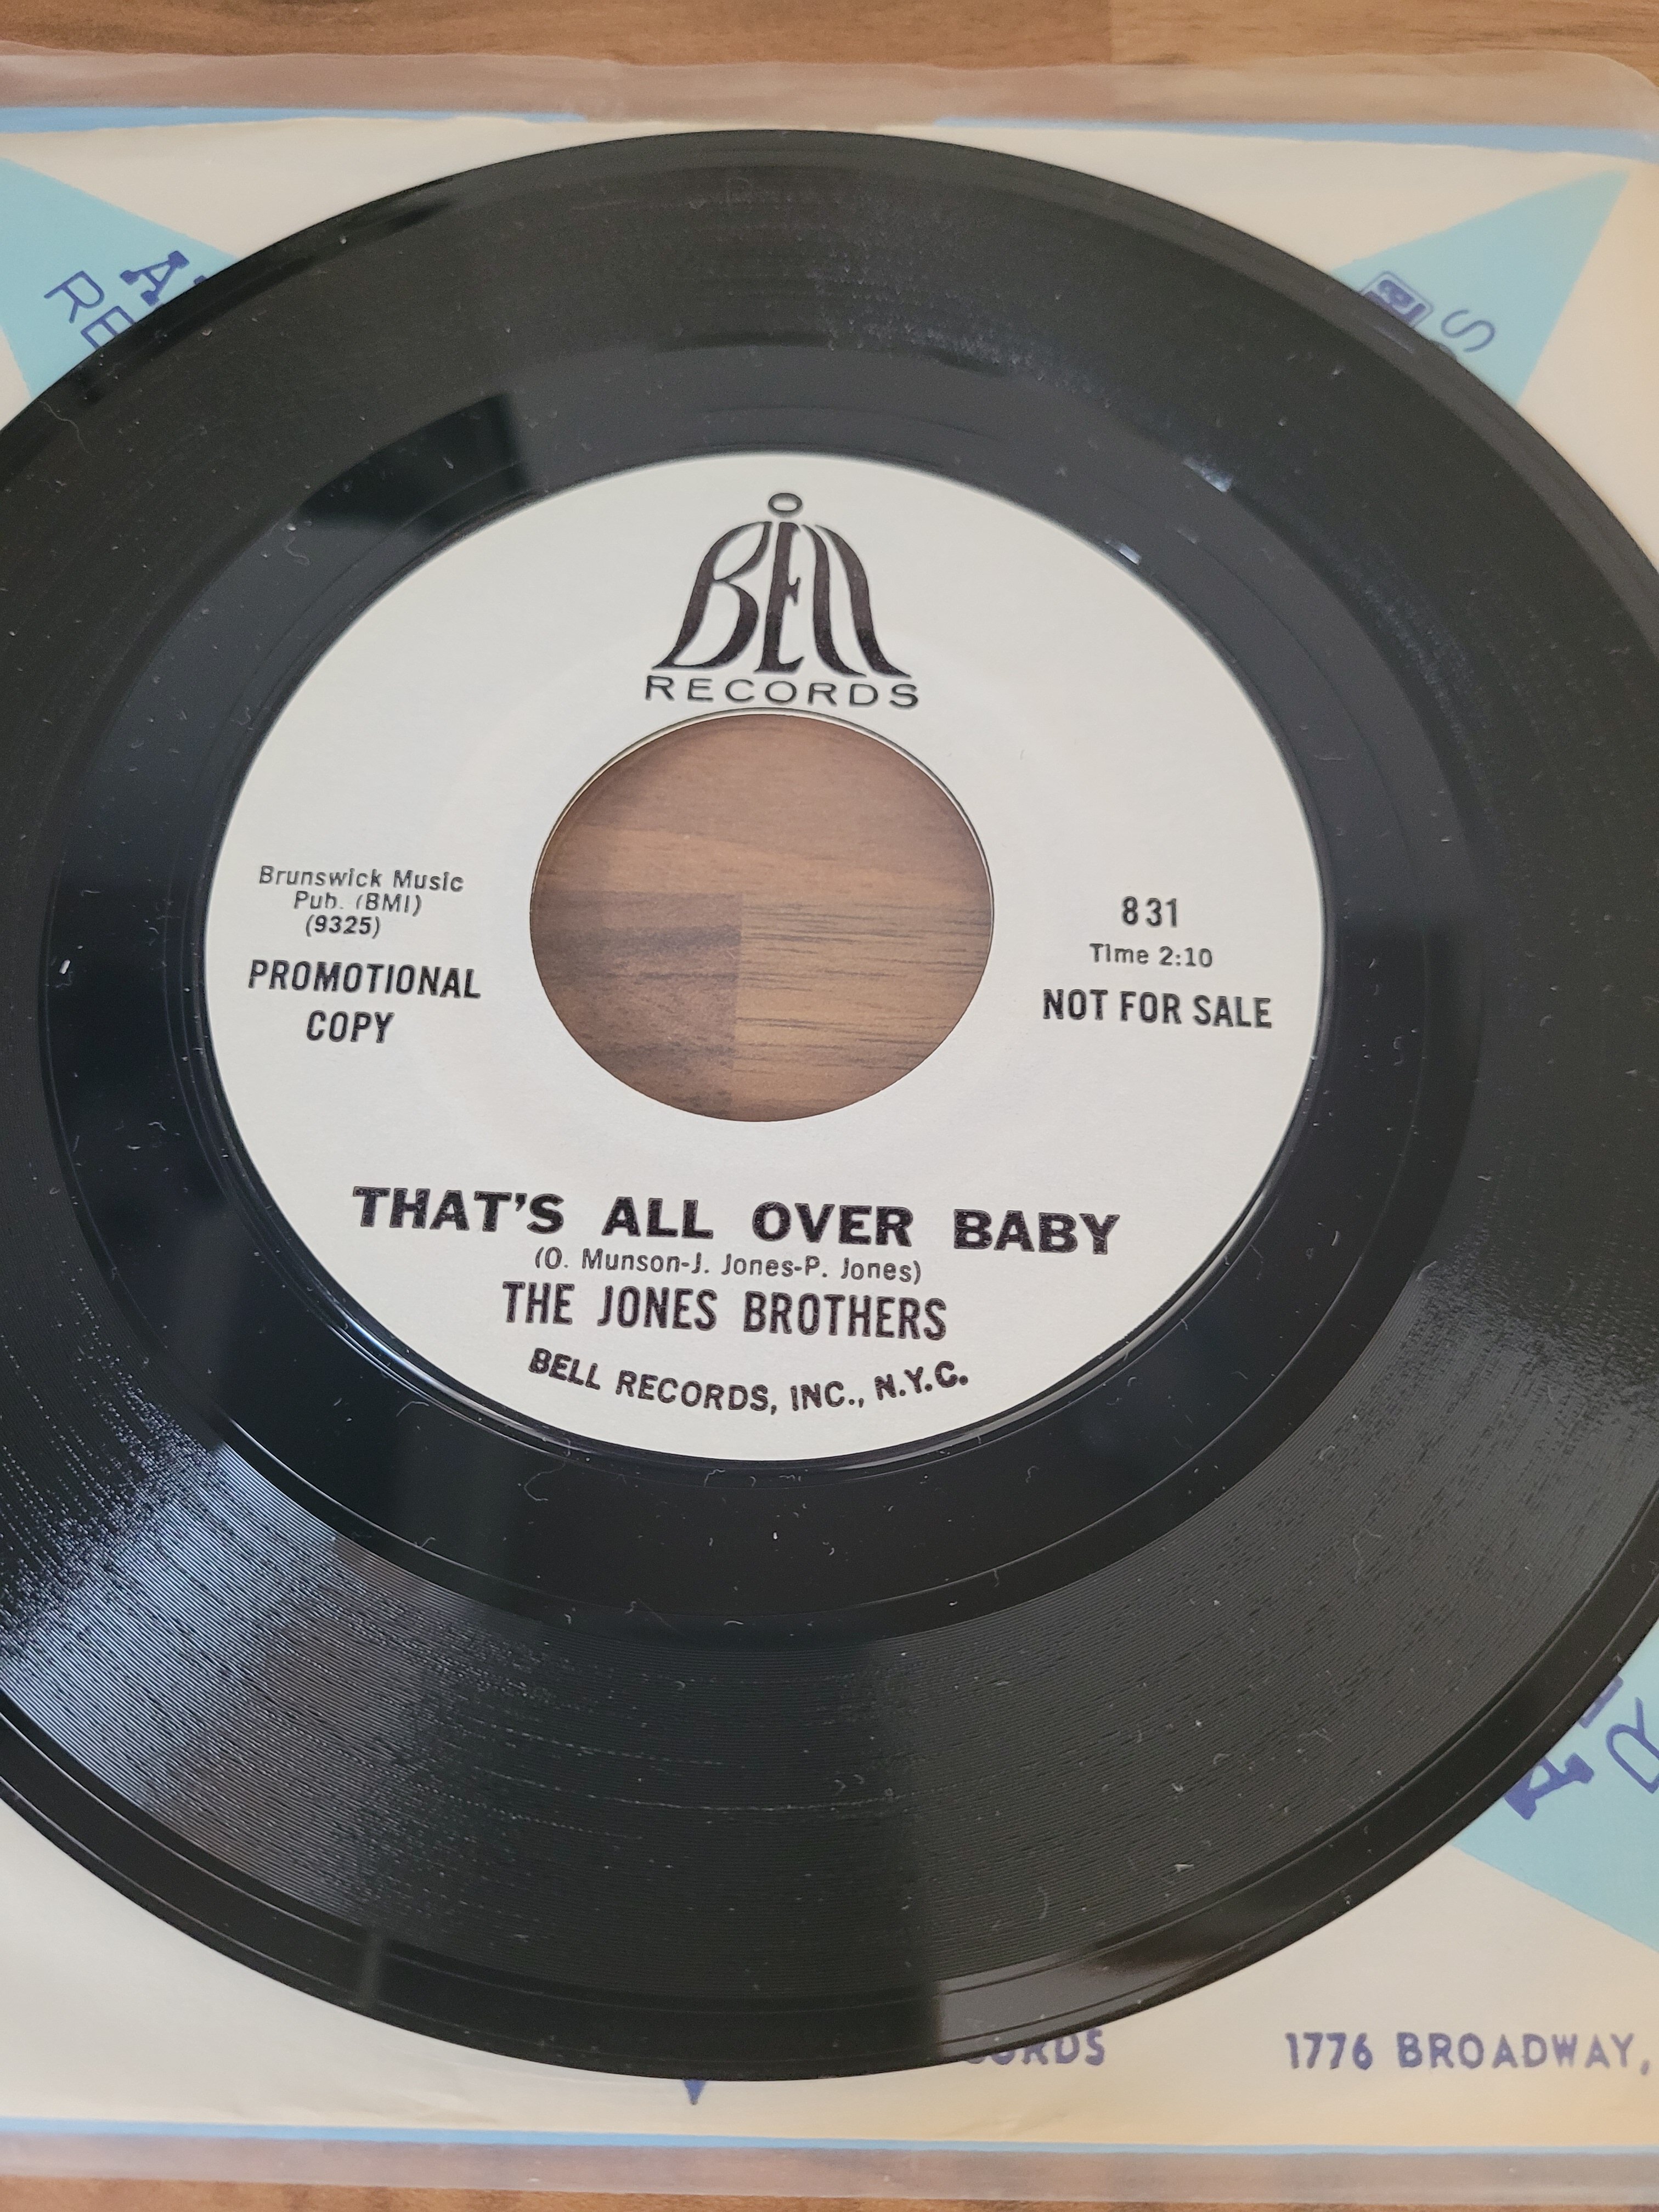 BELL
RECORDS
Brunswick Music
Pub. (BMI)
(9325)
PROMOTIONAL
COPY
831
Time 2:10
NOT FOR SALE
THAT'S ALL OVER BABY
(O. Munson-J. Jones-P. Jones)
THE JONES BROTHERS
BELL RECORDS, INC., N.Y.C.
1776 BROADWAY,